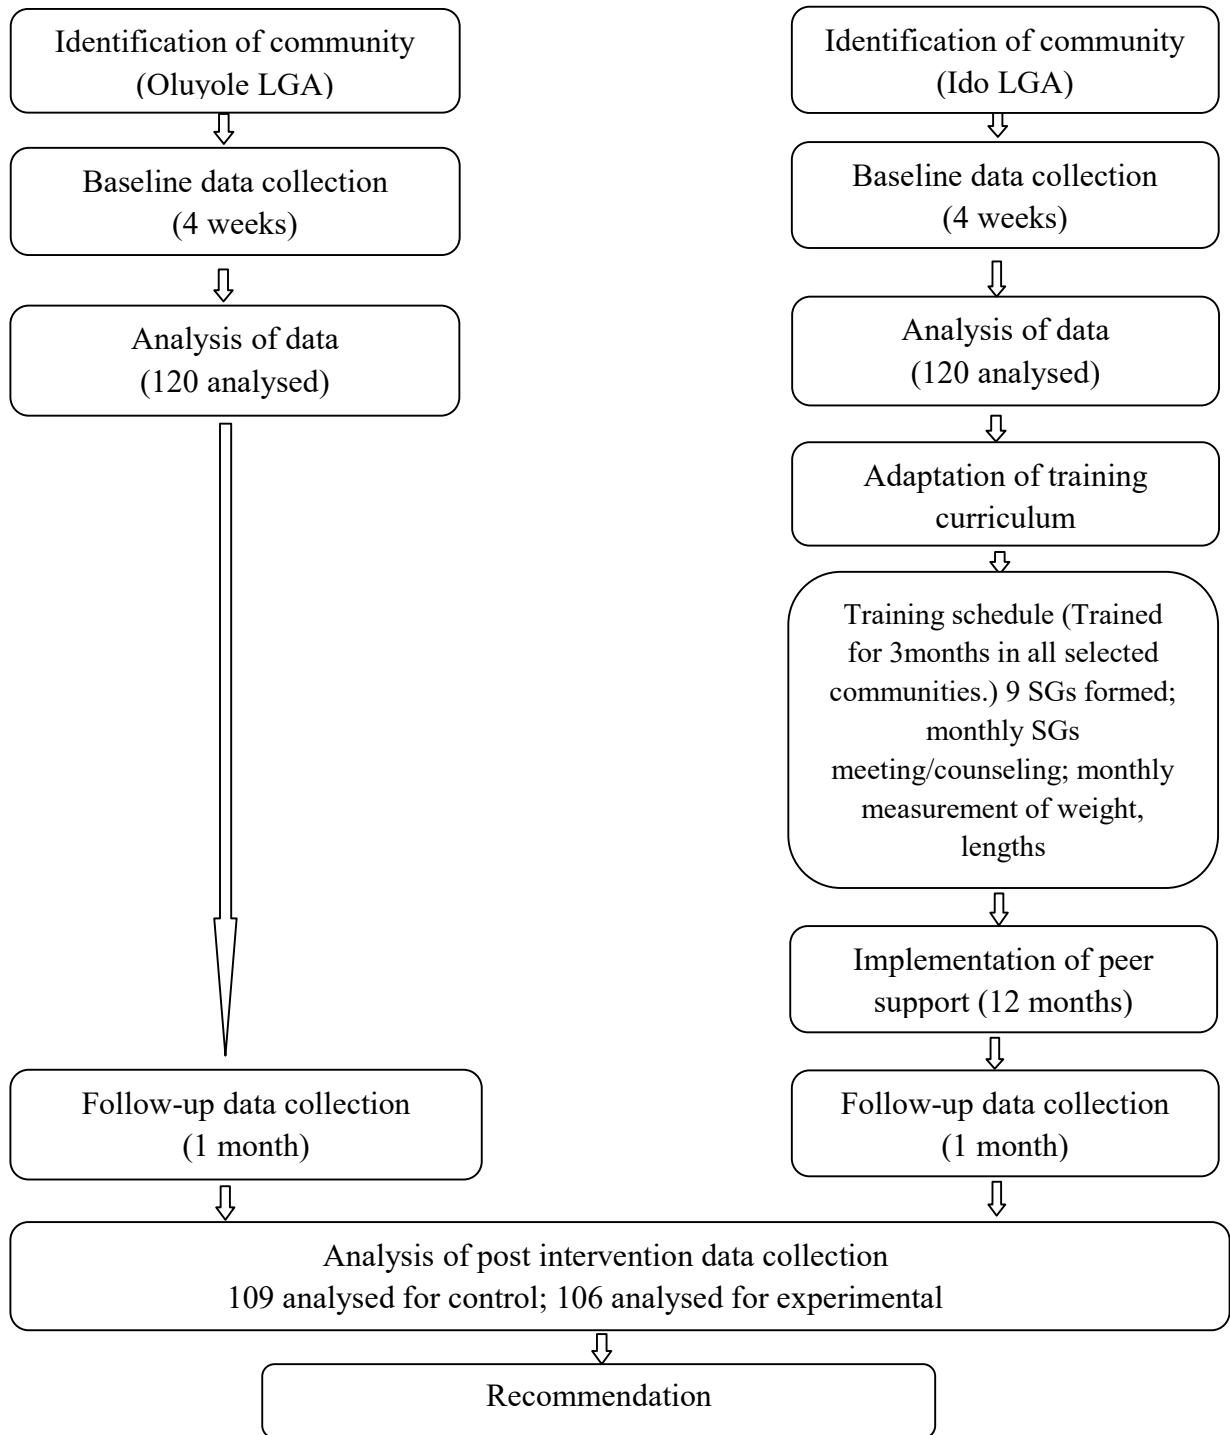 Identification of community
(Oluyole LGA)
Baseline data collection
(4 weeks)
Analysis of data
(120 analysed)
Follow-up data collection
(1 month)
Identification of community
(Ido LGA)
Baseline data collection
(4 weeks)
Analysis of data
(120 analysed)
Adaptation of training
curriculum
Training schedule (Trained
for 3months in all selected
communities.) 9 SGs formed;
monthly SGs
meeting/counseling; monthly
measurement of weight,
lengths
Implementation of peer
support (12 months)
Follow-up data collection
(1 month)
Analysis of post intervention data collection
109 analysed for control; 106 analysed for experimental
Recommendation